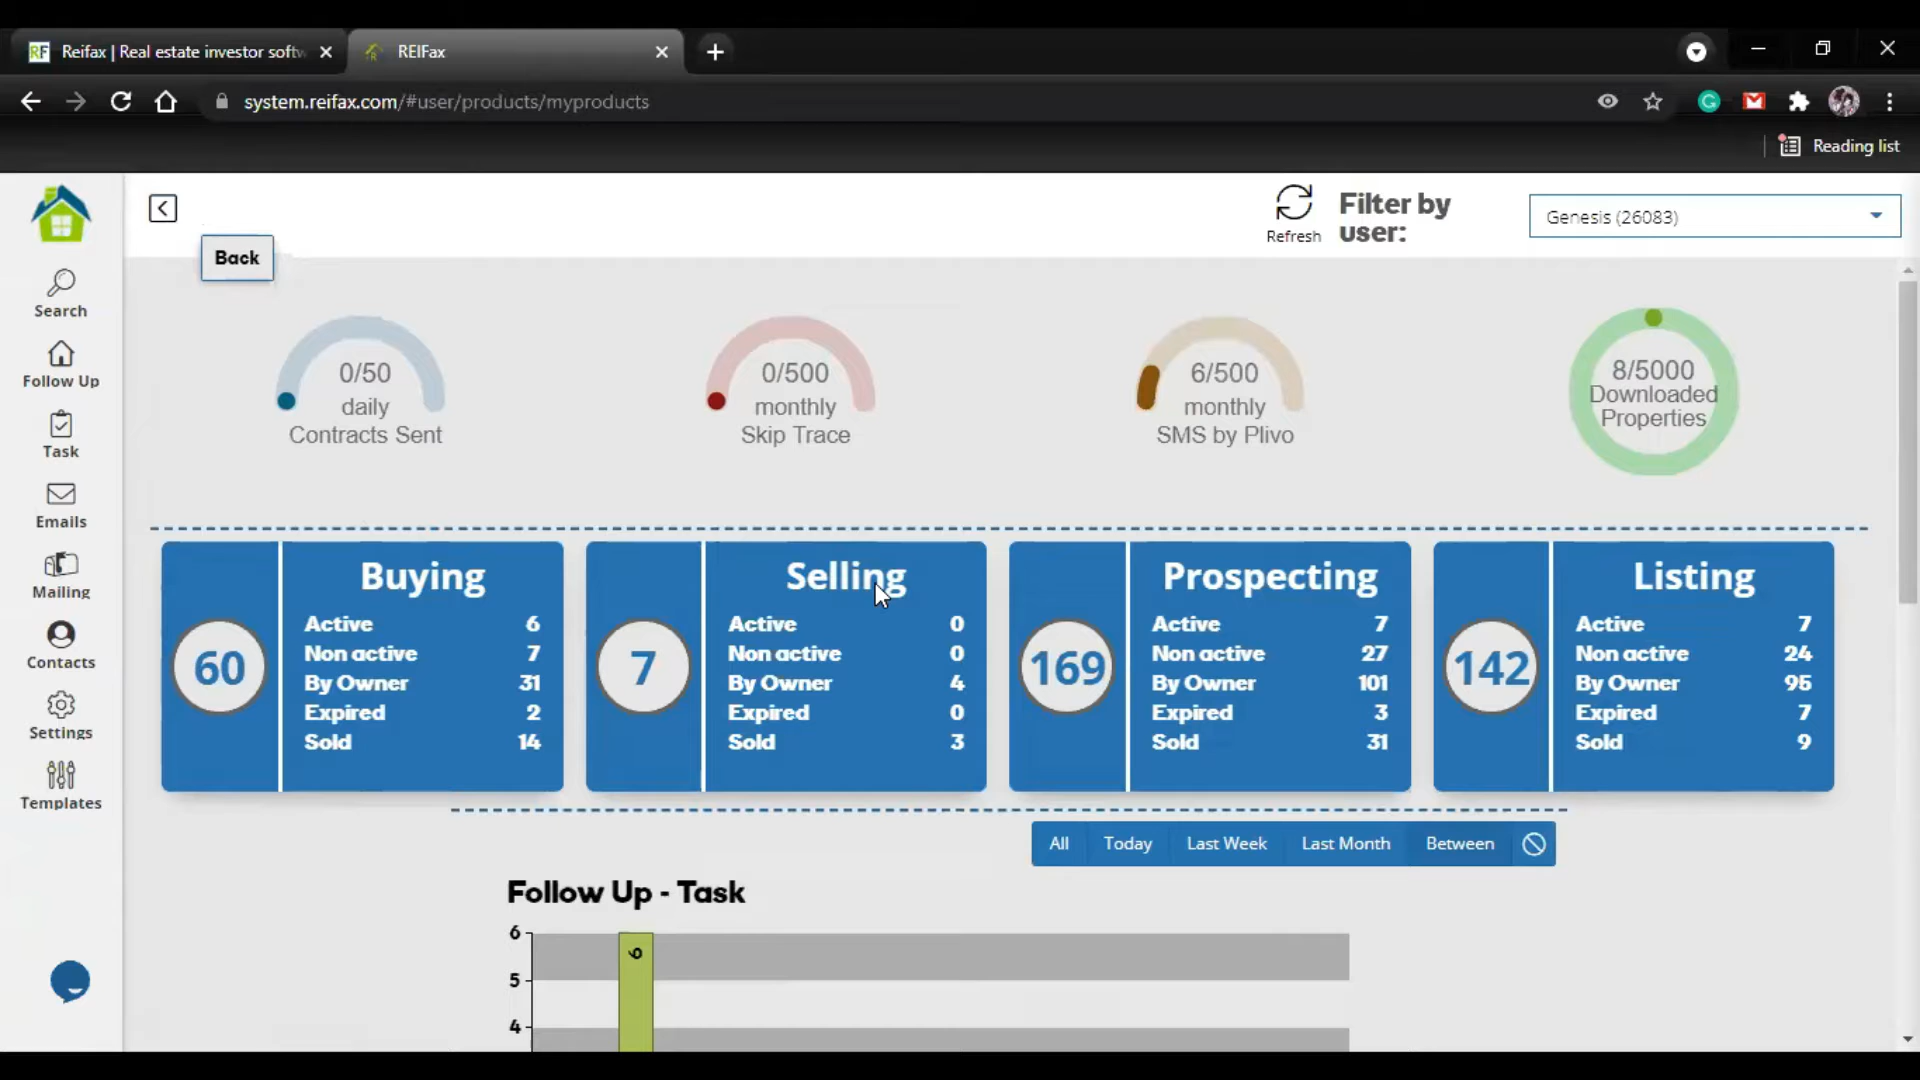 RF Reifax | Real estate investor softw
REIFax
system.reifax.com/#user/products/myproducts
Reading list
Refresh
Filter by
user:
Genesis (26083)
Back
Search
Follow Up
Task
Emails
Mailing
Contacts
Settings
Templates
0/50
daily
Contracts Sent
0/500
monthly
Skip Trace
6/500
monthly
SMS by Plivo
8/5000
Downloaded
Properties
60
Buying
Active 6
Non active 7
By Owner 31
Expired 2
Sold 14
7
Selling
Active 0
Non active 0
By Owner 4
Expired 0
Sold 3
169
Prospecting
Active 7
Non active 27
By Owner 101
Expired 3
Sold 31
142
Listing
Active 7
Non active 24
By Owner 95
Expired 7
Sold 9
All Today Last Week Last Month Between
Follow Up - Task
6
6
5
4